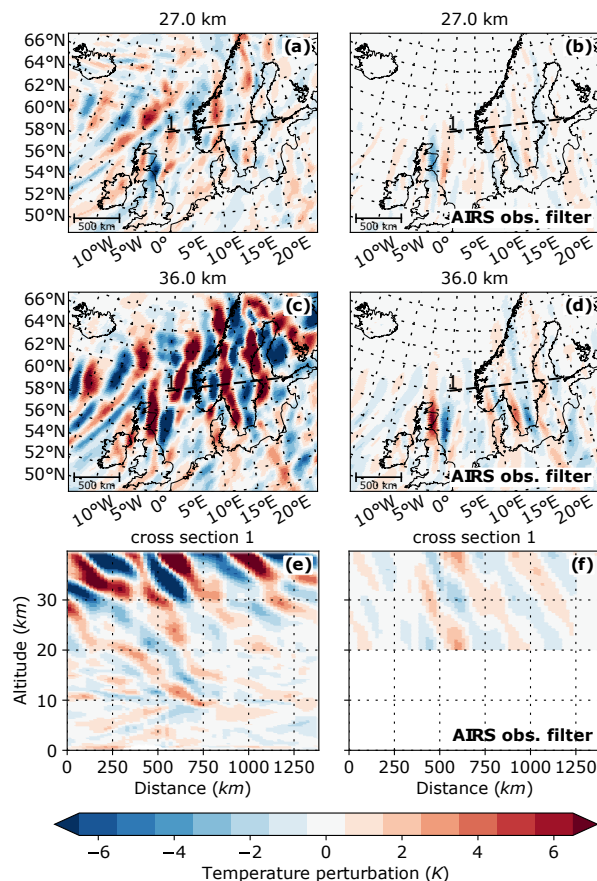 27.0 km 27.0 km
66°N 64°N 62°N 60°N 58°N 56°N 54°N 52°N 50°N
(a) (b)
1 1
500 km 500 km
AIRS obs. filter
10°W 5°W 0° 5°E 10°E 15°E 20°E 10°W 5°W 0° 5°E 10°E 15°E 20°E
36.0 km 36.0 km
66°N 64°N 62°N 60°N 58°N 56°N 54°N 52°N 50°N
(c) (d)
1 1
500 km 500 km
AIRS obs. filter
10°W 5°W 0° 5°E 10°E 15°E 20°E 10°W 5°W 0° 5°E 10°E 15°E 20°E
cross section 1 cross section 1
(e) (f)
Altitude (km)
30
20
10
0
AIRS obs. filter
0 250 500 750 1000 1250 0 250 500 750 1000 1250
Distance (km) Distance (km)
−6 −4 −2 0 2 4 6
Temperature perturbation (K)